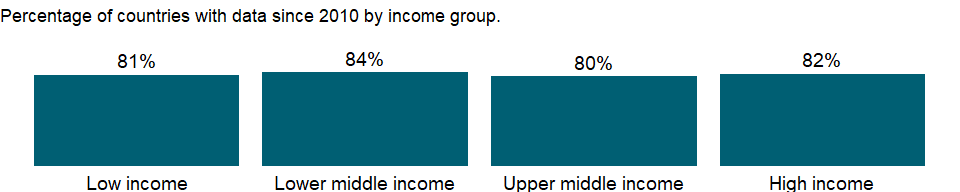 Percentage of countries with data since 2010 by income group.
81% 84% 80% 82%
Low income Lower middle income Upper middle income High income